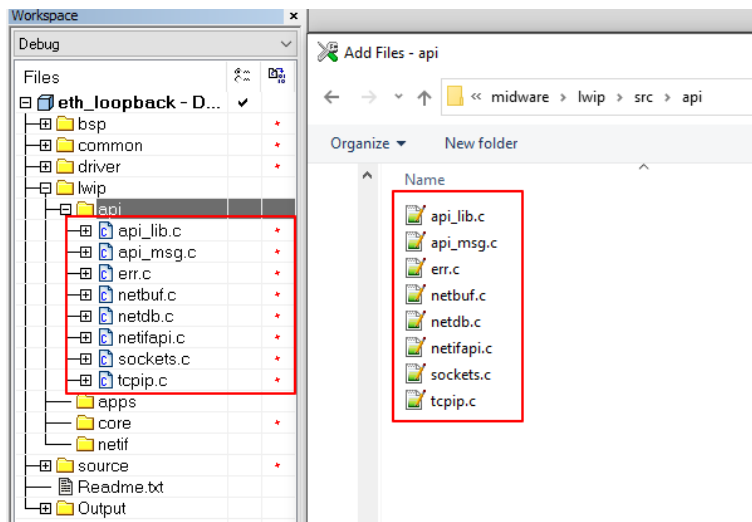 Workspace
Debug
Files
eth_loopback - D...
bsp
common
driver
lwip
api
api_lib.c
api_msg.c
err.c
netbuf.c
netdb.c
netifapi.c
sockets.c
tcpip.c
apps
core
netif
source
Readme.txt
Output
Add Files - api
« midware > lwip > src > api
Organize
New folder
Name
api_lib.c
api_msg.c
err.c
netbuf.c
netdb.c
netifapi.c
sockets.c
tcpip.c